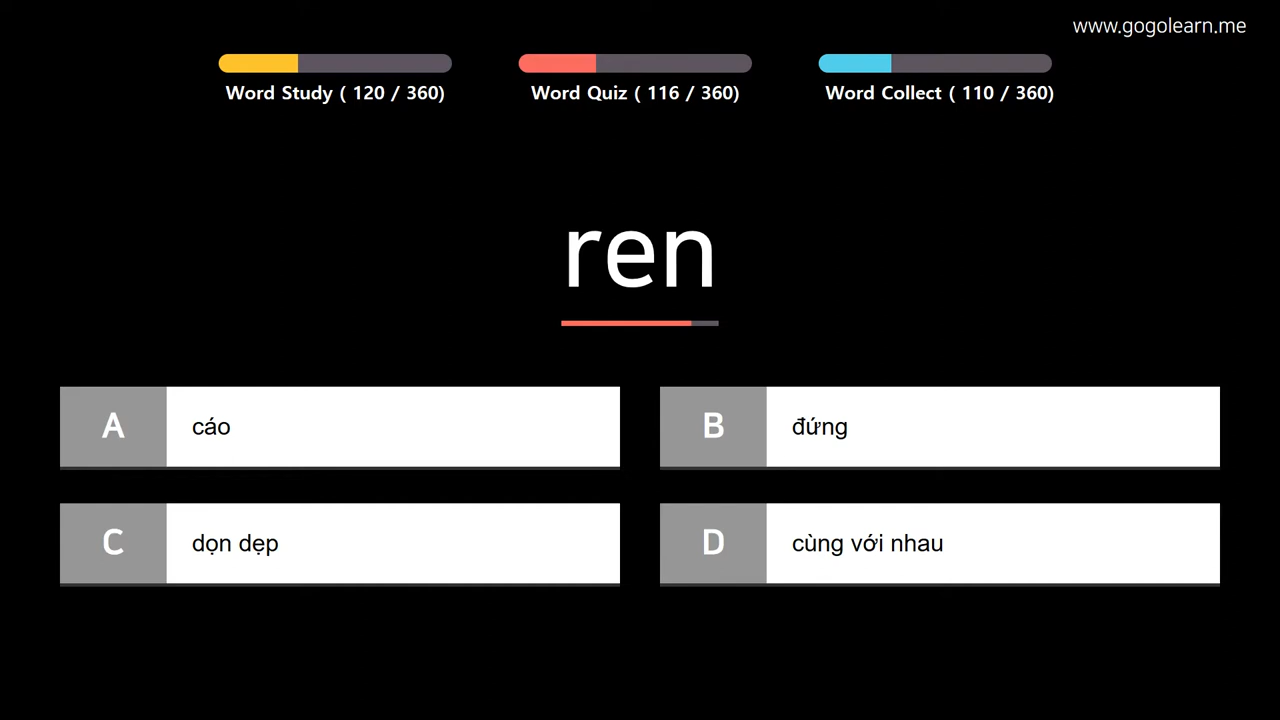 www.gogolearn.me
Word Study ( 120 / 360)
Word Quiz ( 116 / 360)
Word Collect ( 110 / 360)
ren
A
cáo
B
đứng
C
dọn dẹp
D
cùng với nhau